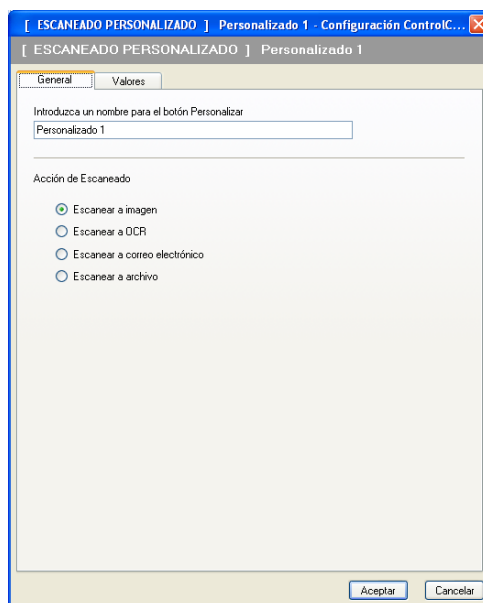 [ ESCANEADO PERSONALIZADO ] Personalizado 1 - Configuración ControlC...
[ ESCANEADO PERSONALIZADO ] Personalizado 1
General Valores
Introduzca un nombre para el botón Personalizar
Personalizado 1
Acción de Escaneado
Escanear a imagen
Escanear a OCR
Escanear a correo electrónico
Escanear a archivo
Aceptar Cancelar